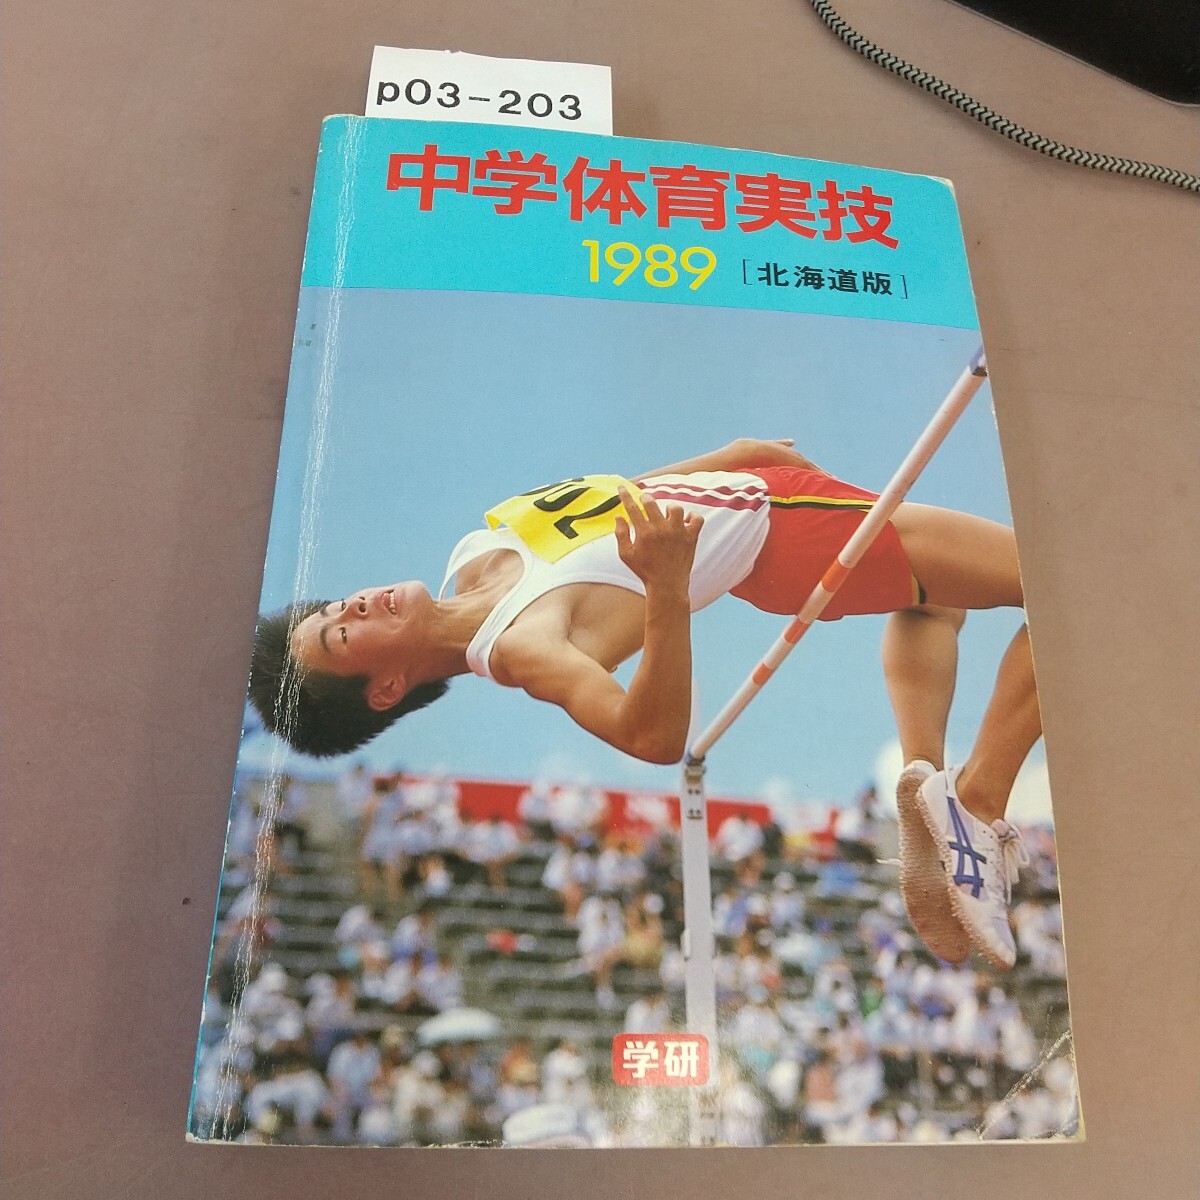 p03-203
中学体育実技
1989 [北海道版]
学研